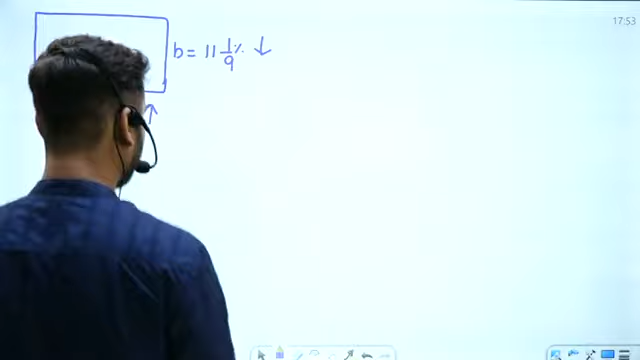 17:53
b = 11 1/9 % ↓
↑